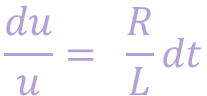 du/u = R/L dt